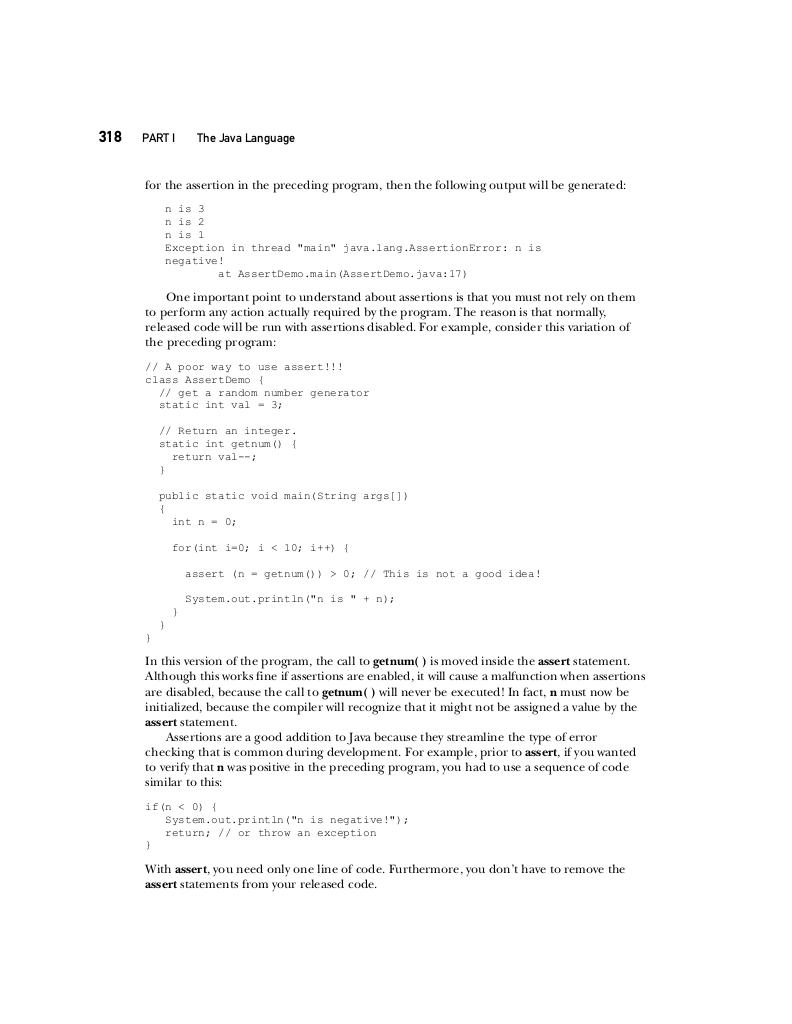 318 PART I The Java Language
for the assertion in the preceding program, then the following output will be generated:
n is 3
n is 2
n is 1
Exception in thread "main" java.lang.AssertionError: n is
negative!
at AssertDemo.main(AssertDemo.java:17)
One important point to understand about assertions is that you must not rely on them
to perform any action actually required by the program. The reason is that normally,
released code will be run with assertions disabled. For example, consider this variation of
the preceding program:
// A poor way to use assert!!!
class AssertDemo {
// get a random number generator
static int val = 3;
// Return an integer.
static int getnum() {
return val--;
}
public static void main(String args[])
{
int n = 0;
for(int i=0; i < 10; i++) {
assert (n = getnum()) > 0; // This is not a good idea!
System.out.println("n is " + n);
}
}
}
In this version of the program, the call to getnum( ) is moved inside the assert statement.
Although this works fine if assertions are enabled, it will cause a malfunction when assertions
are disabled, because the call to getnum( ) will never be executed! In fact, n must now be
initialized, because the compiler will recognize that it might not be assigned a value by the
assert statement.
Assertions are a good addition to Java because they streamline the type of error
checking that is common during development. For example, prior to assert, if you wanted
to verify that n was positive in the preceding program, you had to use a sequence of code
similar to this:
if(n < 0) {
System.out.println("n is negative!");
return; // or throw an exception
}
With assert, you need only one line of code. Furthermore, you don't have to remove the
assert statements from your released code.